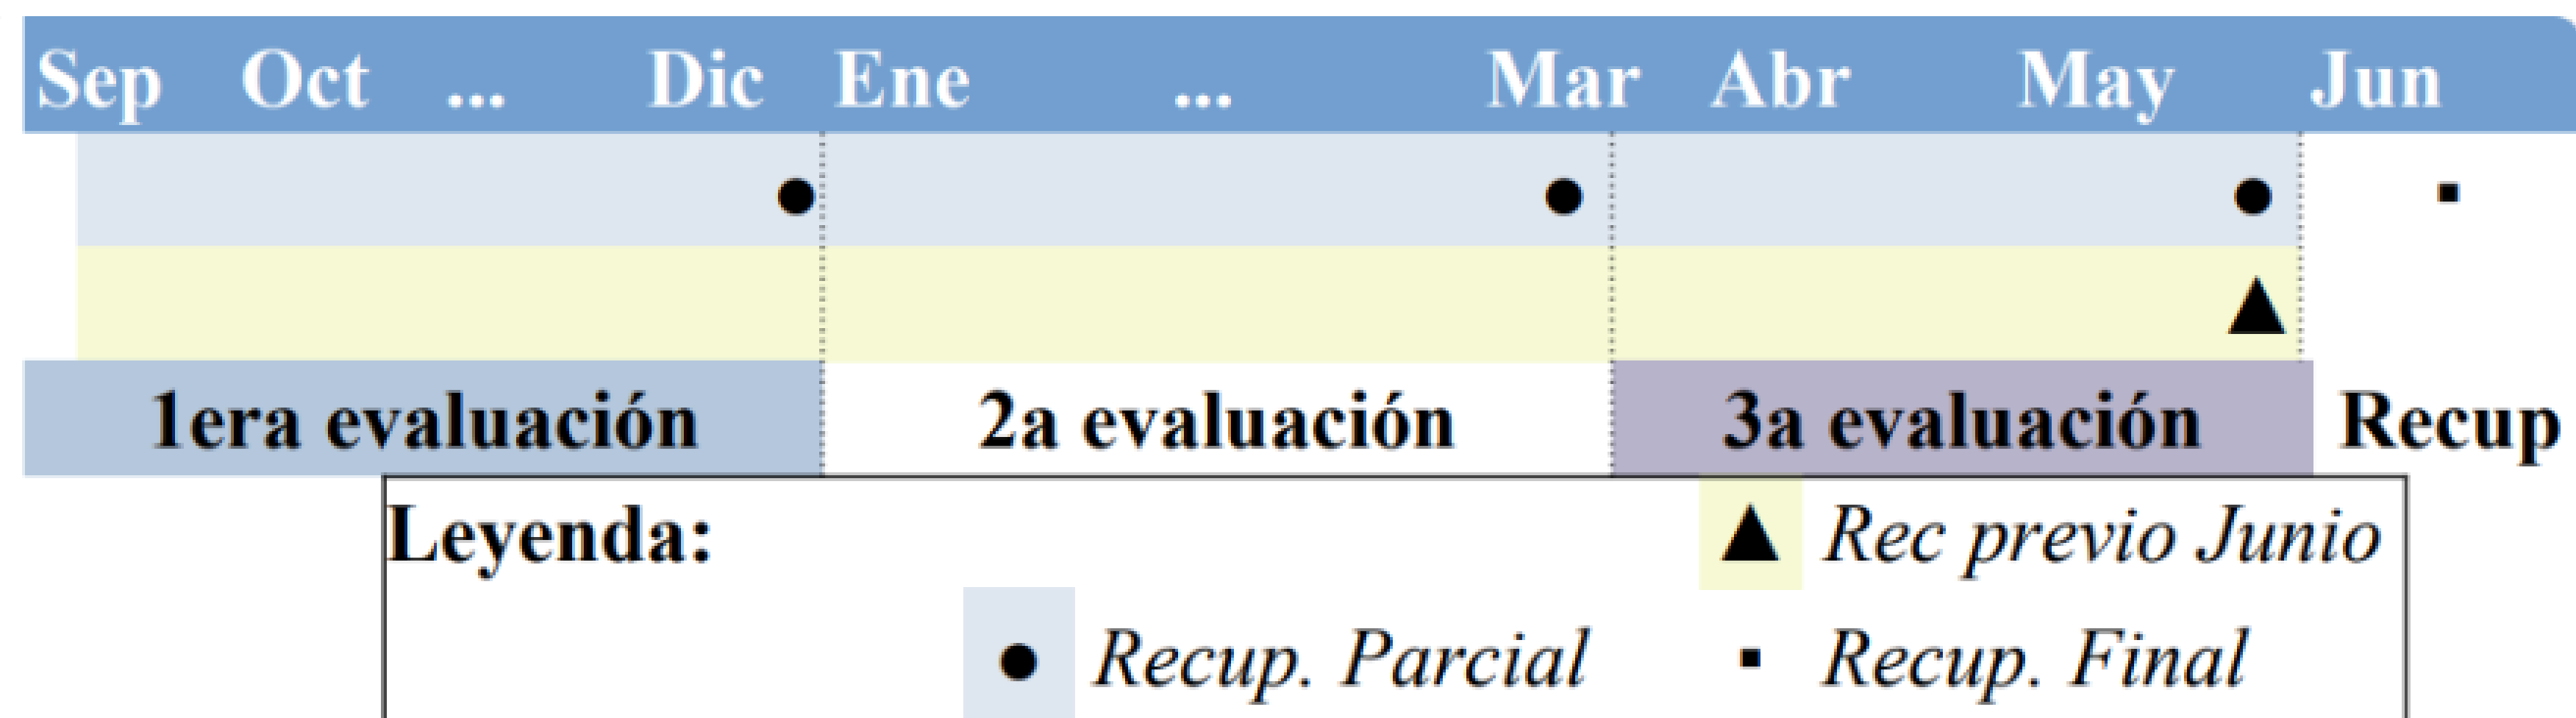 Sep Oct ... Dic Ene ... Mar Abr May Jun
1era evaluación 2a evaluación 3a evaluación Recup
Leyenda: Rec previo Junio
Recup. Parcial Recup. Final